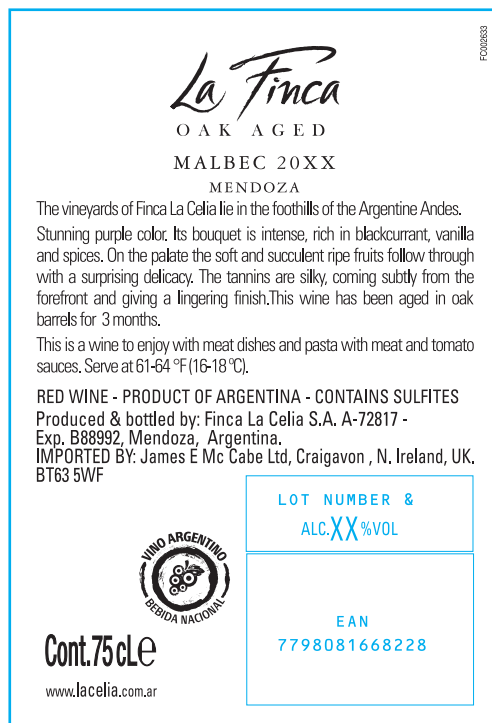 FC002633
La Finca
OAK AGED
MALBEC 20XX
MENDOZA
The vineyards of Finca La Celia lie in the foothills of the Argentine Andes.
Stunning purple color. Its bouquet is intense, rich in blackcurrant, vanilla
and spices. On the palate the soft and succulent ripe fruits follow through
with a surprising delicacy. The tannins are silky, coming subtly from the
forefront and giving a lingering finish.This wine has been aged in oak
barrels for 3 months.
This is a wine to enjoy with meat dishes and pasta with meat and tomato
sauces. Serve at 61-64 °F (16-18 ºC).
RED WINE - PRODUCT OF ARGENTINA - CONTAINS SULFITES
Produced & bottled by: Finca La Celia S.A. A-72817 -
Exp. B88992, Mendoza, Argentina.
IMPORTED BY: James E Mc Cabe Ltd, Craigavon , N. Ireland, UK.
BT63 5WF
LOT NUMBER &
ALC.XX%VOL
VINO ARGENTINO
BEBIDA NACIONAL
EAN
7798081668228
Cont.75cLe
www.lacelia.com.ar